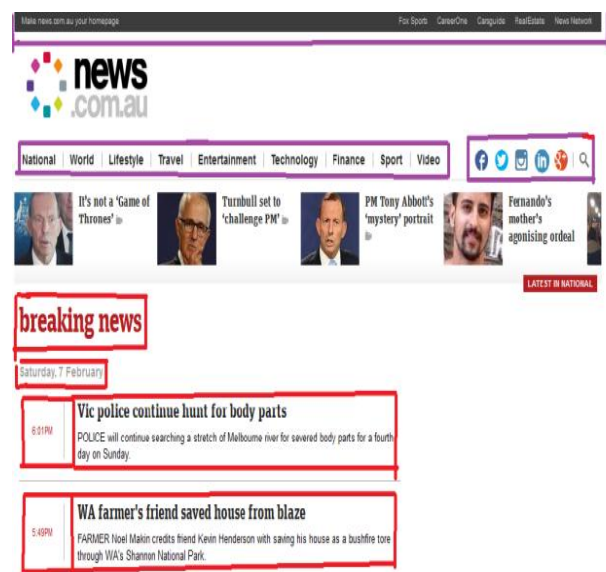 Make news.com.au your homepage Fox Sports CareerOne Carsguide RealEstate News Network
news
.com.au
National World Lifestyle Travel Entertainment Technology Finance Sport Video
It's not a 'Game of
Thrones'
Turnbull set to
'challenge PM'
PM Tony Abbott's
'mystery' portrait
Fernando's
mother's
agonising ordeal
LATEST IN NATIONAL
breaking news
Saturday, 7 February
6:01PM
Vic police continue hunt for body parts
POLICE will continue searching a stretch of Melbourne river for severed body parts for a fourth
day on Sunday.
5:49PM
WA farmer's friend saved house from blaze
FARMER Noel Makin credits friend Kevin Henderson with saving his house as a bushfire tore
through WA's Shannon National Park.